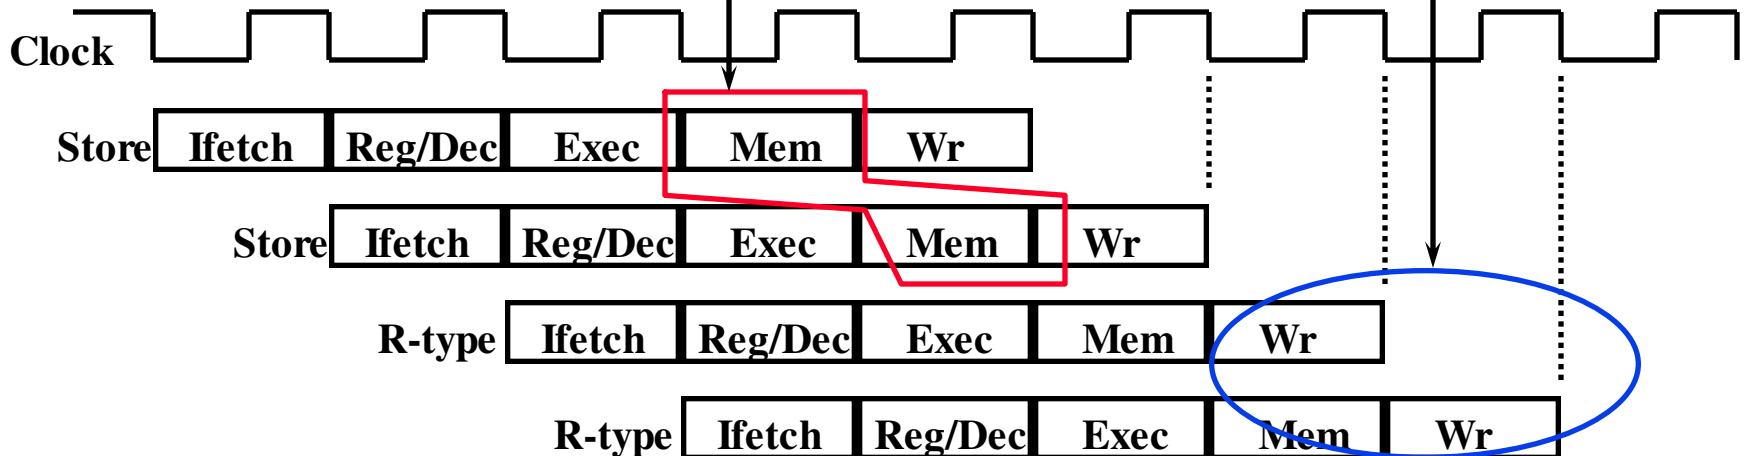 Clock
Store Ifetch Reg/Dec Exec Mem Wr
Store Ifetch Reg/Dec Exec Mem Wr
R-type Ifetch Reg/Dec Exec Mem Wr
R-type Ifetch Reg/Dec Exec Mem Wr